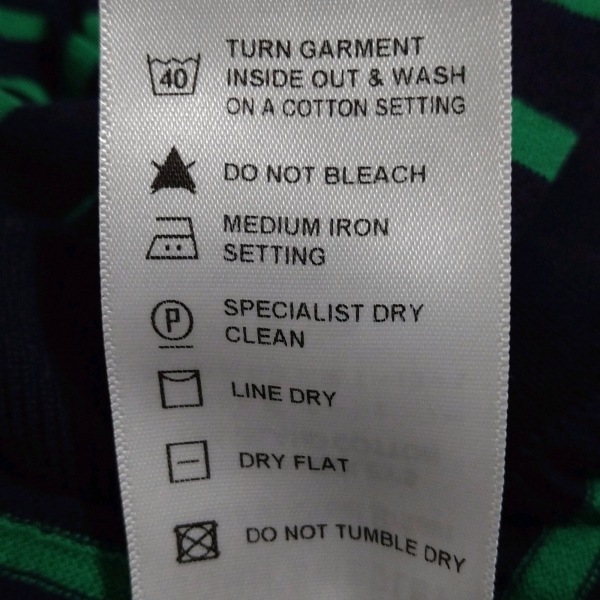 40
TURN GARMENT
INSIDE OUT & WASH
ON A COTTON SETTING
DO NOT BLEACH
MEDIUM IRON
SETTING
P
SPECIALIST DRY
CLEAN
LINE DRY
DRY FLAT
DO NOT TUMBLE DRY